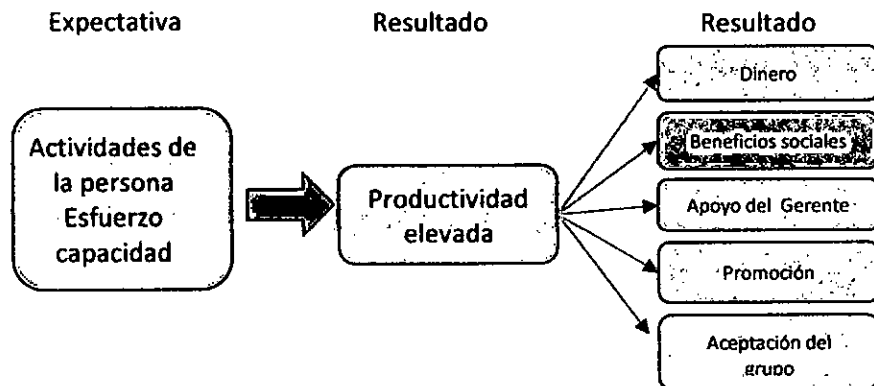 Expectativa
Resultado
Resultado
Actividades de
la persona
Esfuerzo
capacidad
Productividad
elevada
Dinero
Beneficios sociales
Apoyo del Gerente
Promoción
Aceptación del
grupo